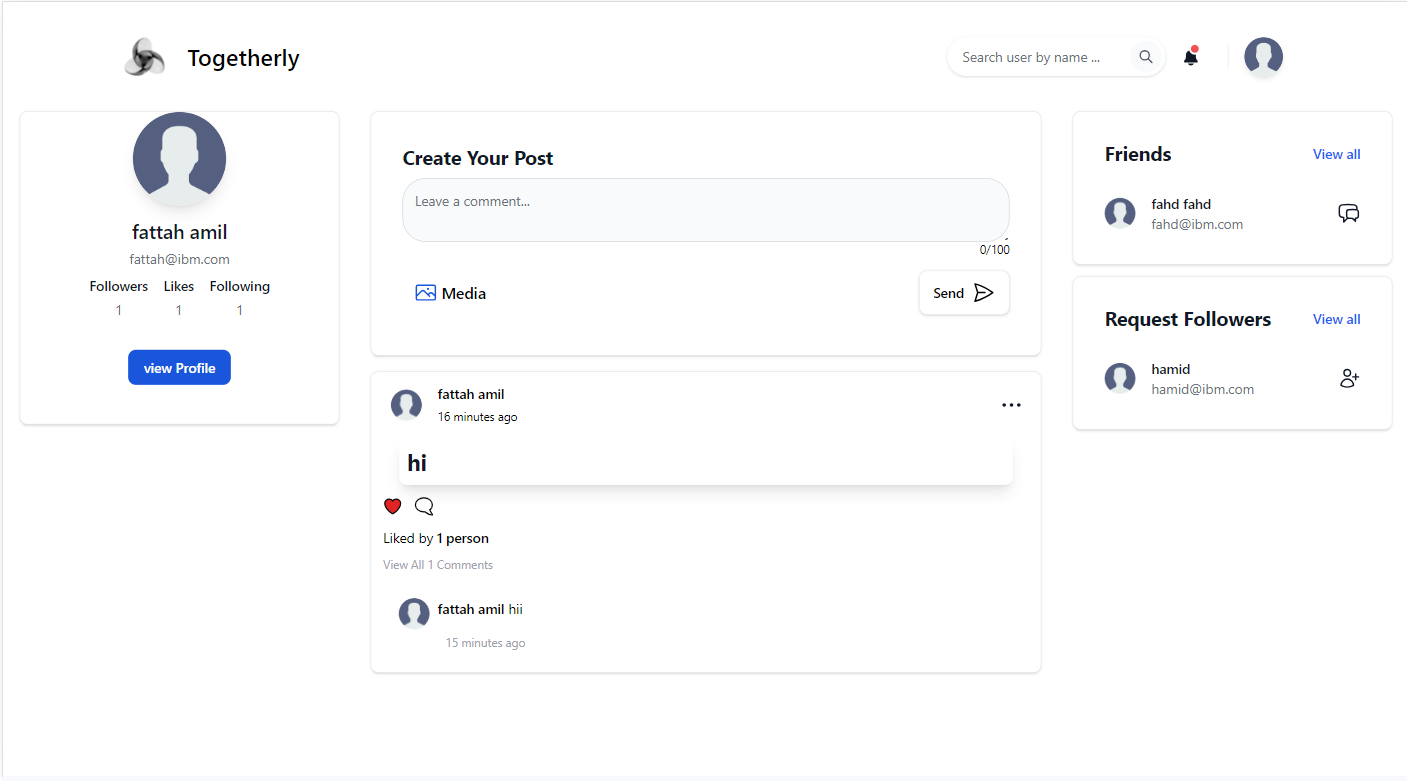 Togetherly
Search user by name ...
fattah amil
fattah@ibm.com
Followers Likes Following
1 1 1
view Profile
Create Your Post
Leave a comment...
0/100
Media
Send
fattah amil
16 minutes ago
hi
Liked by 1 person
View All 1 Comments
fattah amil hii
15 minutes ago
Friends View all
fahd fahd
fahd@ibm.com
Request Followers View all
hamid
hamid@ibm.com